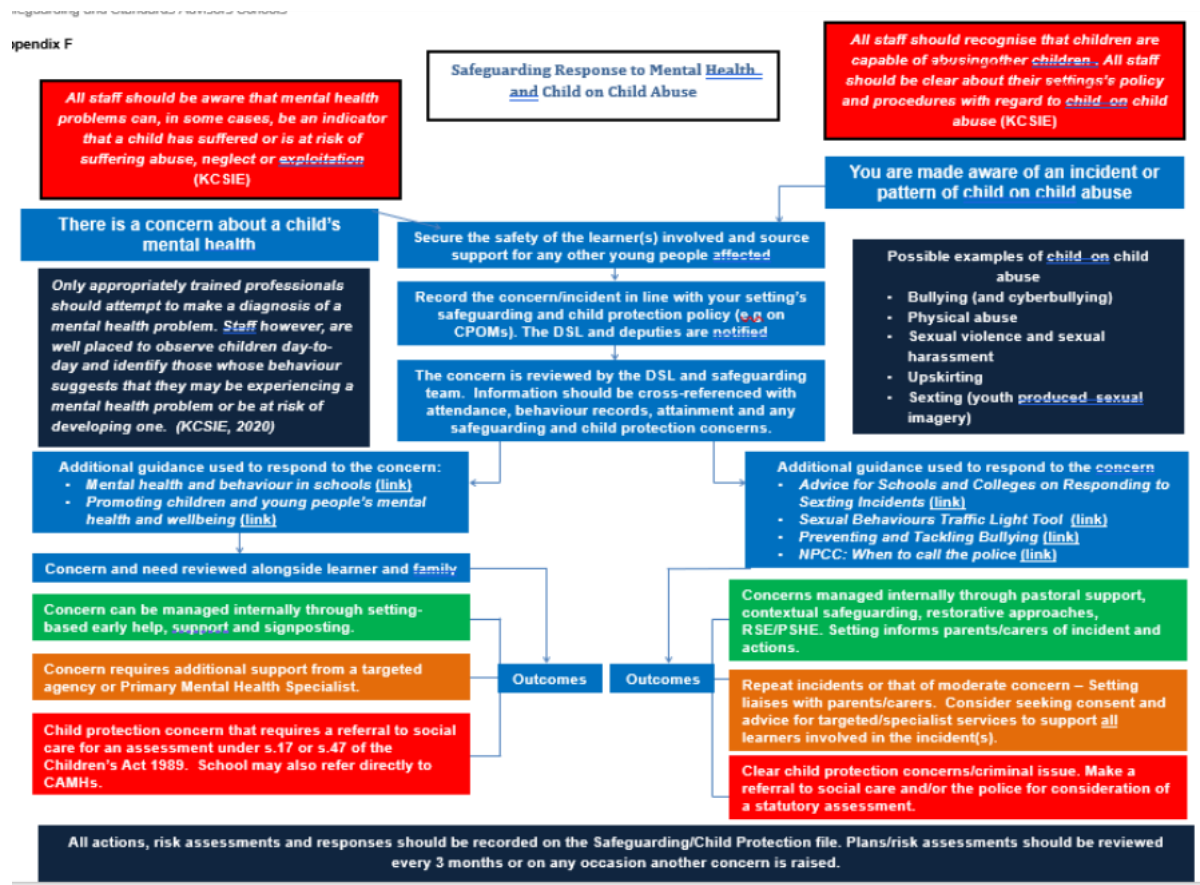 Appendix F
Safeguarding Response to Mental Health
and Child on Child Abuse
All staff should recognise that children are
capable of abusingother children. All staff
should be clear about their settings's policy
and procedures with regard to child on child
abuse (KCSIE)
All staff should be aware that mental health
problems can, in some cases, be an indicator
that a child has suffered or is at risk of
suffering abuse, neglect or exploitation
(KCSIE)
You are made aware of an incident or
pattern of child on child abuse
There is a concern about a child's
mental health
Secure the safety of the learner(s) involved and source
support for any other young people affected
Only appropriately trained professionals
should attempt to make a diagnosis of a
mental health problem. Staff however, are
well placed to observe children day-to-
day and identify those whose behaviour
suggests that they may be experiencing a
mental health problem or be at risk of
developing one. (KCSIE, 2020)
Record the concern/incident in line with your setting's
safeguarding and child protection policy (e.g. on
CPOMs). The DSL and deputies are notified
Possible examples of child on child
abuse
• Bullying (and cyberbullying)
• Physical abuse
• Sexual violence and sexual
harassment
• Upskirting
• Sexting (youth produced sexual
imagery)
The concern is reviewed by the DSL and safeguarding
team. Information should be cross-referenced with
attendance, behaviour records, attainment and any
safeguarding and child protection concerns.
Additional guidance used to respond to the concern:
• Mental health and behaviour in schools (link)
• Promoting children and young people's mental
health and wellbeing (link)
Additional guidance used to respond to the concern
• Advice for Schools and Colleges on Responding to
Sexting Incidents (link)
• Sexual Behaviours Traffic Light Tool (link)
• Preventing and Tackling Bullying (link)
• NPCC: When to call the police (link)
Concern and need reviewed alongside learner and family
Concern can be managed internally through setting-
based early help, support and signposting.
Concern requires additional support from a targeted
agency or Primary Mental Health Specialist.
Child protection concern that requires a referral to social
care for an assessment under s.17 or s.47 of the
Children's Act 1989. School may also refer directly to
CAMHs.
Outcomes
Outcomes
Concerns managed internally through pastoral support,
contextual safeguarding, restorative approaches,
RSE/PSHE. Setting informs parents/carers of incident and
actions.
Repeat incidents or that of moderate concern – Setting
liaises with parents/carers. Consider seeking consent and
advice for targeted/specialist services to support all
learners involved in the incident(s).
Clear child protection concerns/criminal issue. Make a
referral to social care and/or the police for consideration of
a statutory assessment.
All actions, risk assessments and responses should be recorded on the Safeguarding/Child Protection file. Plans/risk assessments should be reviewed
every 3 months or on any occasion another concern is raised.